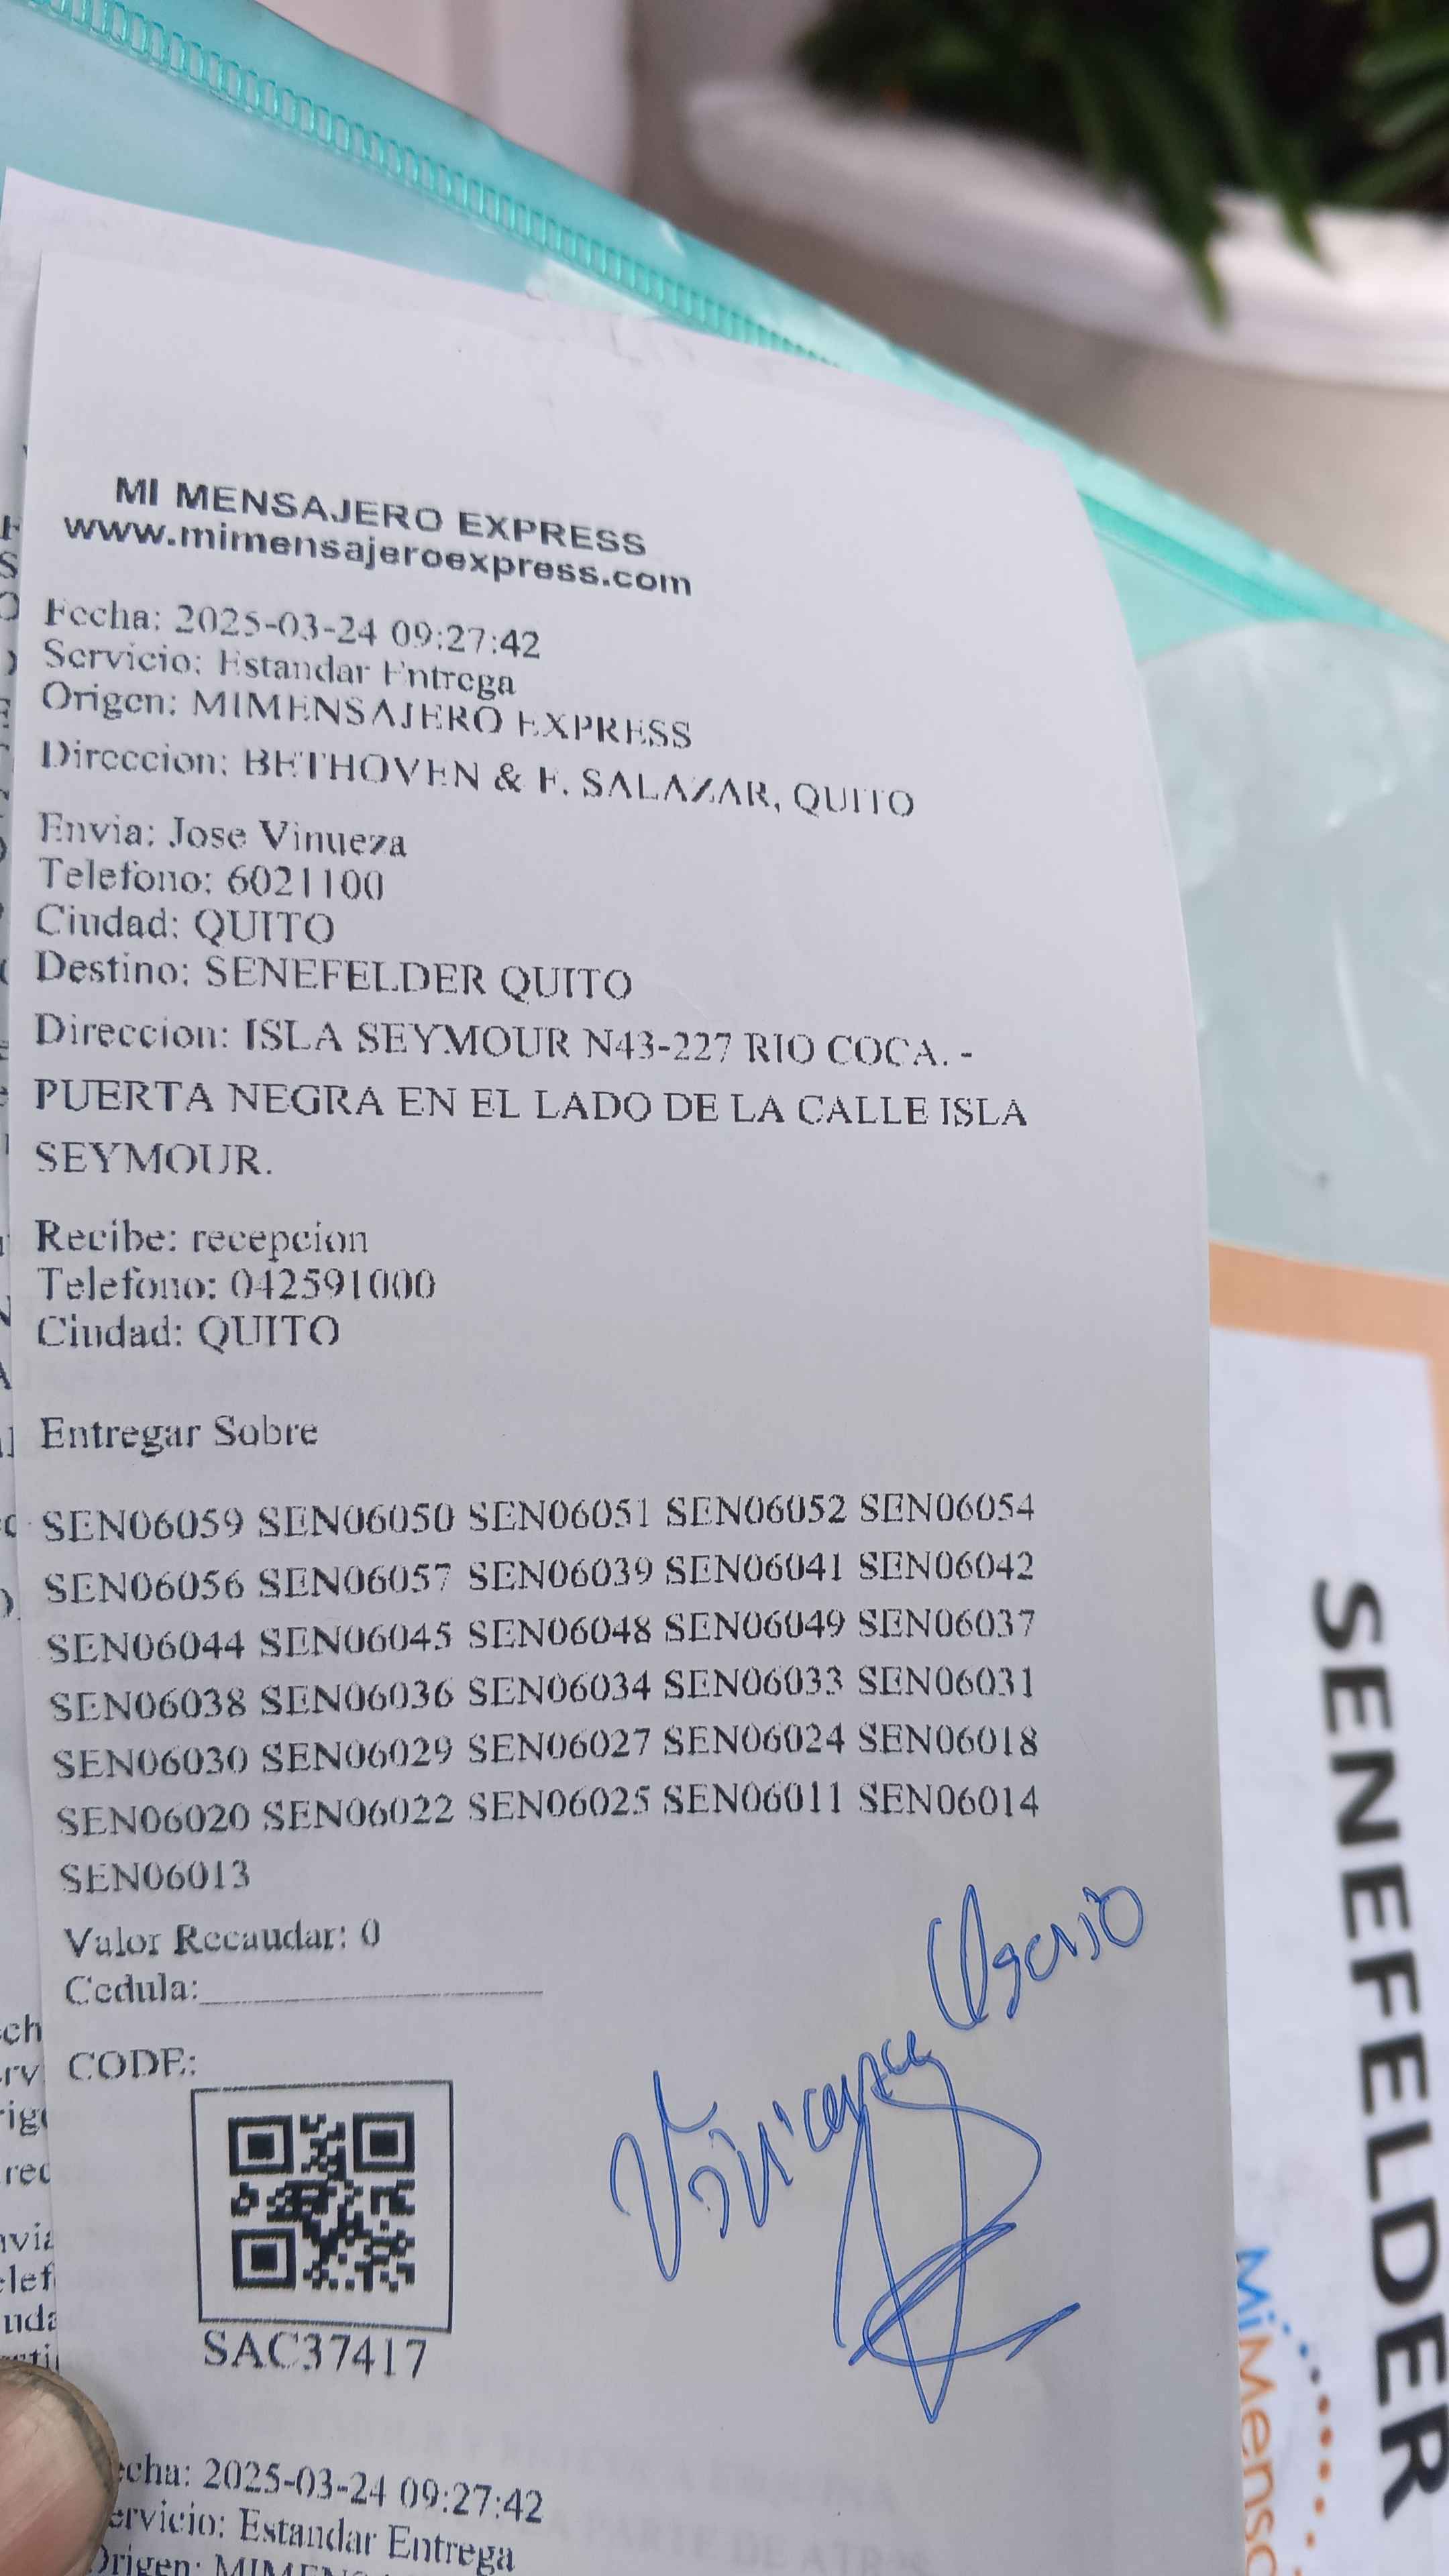 MI MENSAJERO EXPRESS
www.mimensajeroexpress.com
Fecha: 2025-03-24 09:27:42
Servicio: Estandar Entrega
Origen: MIMENSAJERO EXPRESS
Direccion: BETHOVEN & F. SALAZAR, QUITO
Envia: Jose Vinueza
Telefono: 6021100
Ciudad: QUITO
Destino: SENEFELDER QUITO
Direccion: ISLA SEYMOUR N43-227 RIO COCA. -
PUERTA NEGRA EN EL LADO DE LA CALLE ISLA
SEYMOUR.
Recibe: recepcion
Telefono: 042591000
Ciudad: QUITO
Entregar Sobre
SEN06059 SEN06050 SEN06051 SEN06052 SEN06054
SEN06056 SEN06057 SEN06039 SEN06041 SEN06042
SEN06044 SEN06045 SEN06048 SEN06049 SEN06037
SEN06038 SEN06036 SEN06034 SEN06033 SEN06031
SEN06030 SEN06029 SEN06027 SEN06024 SEN06018
SEN06020 SEN06022 SEN06025 SEN06011 SEN06014
SEN06013
Valor Recaudar: 0
Cedula:
CODE:
SAC37417
echa: 2025-03-24 09:27:42
ervicio: Estandar Entrega
SENEFELDER
MiMensa